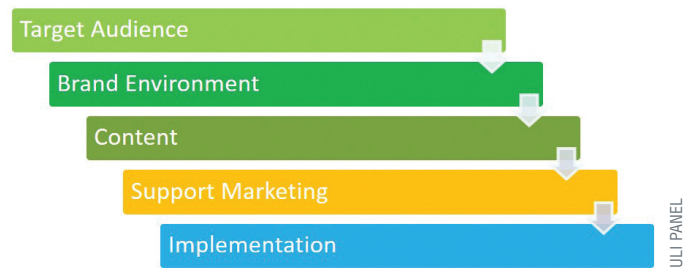 Target Audience
Brand Environment
Content
Support Marketing
Implementation
ULI PANEL